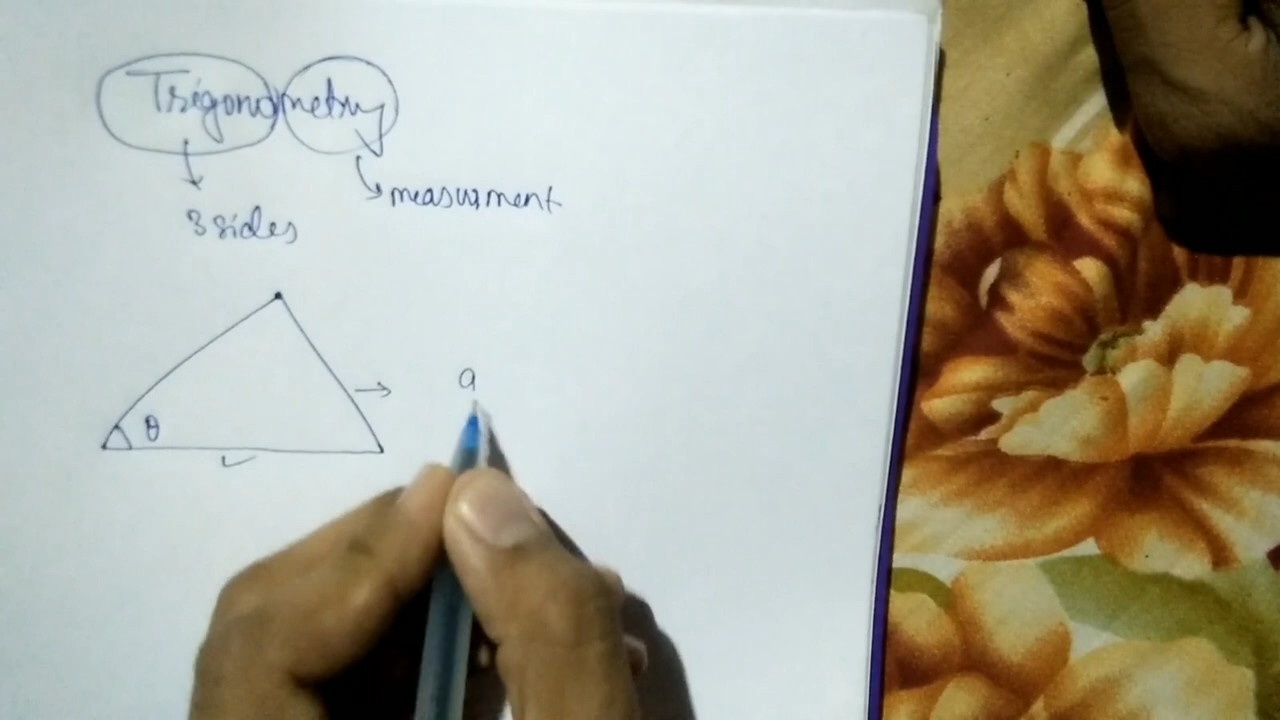 Trigonometry
measurment
3 sides
θ
a